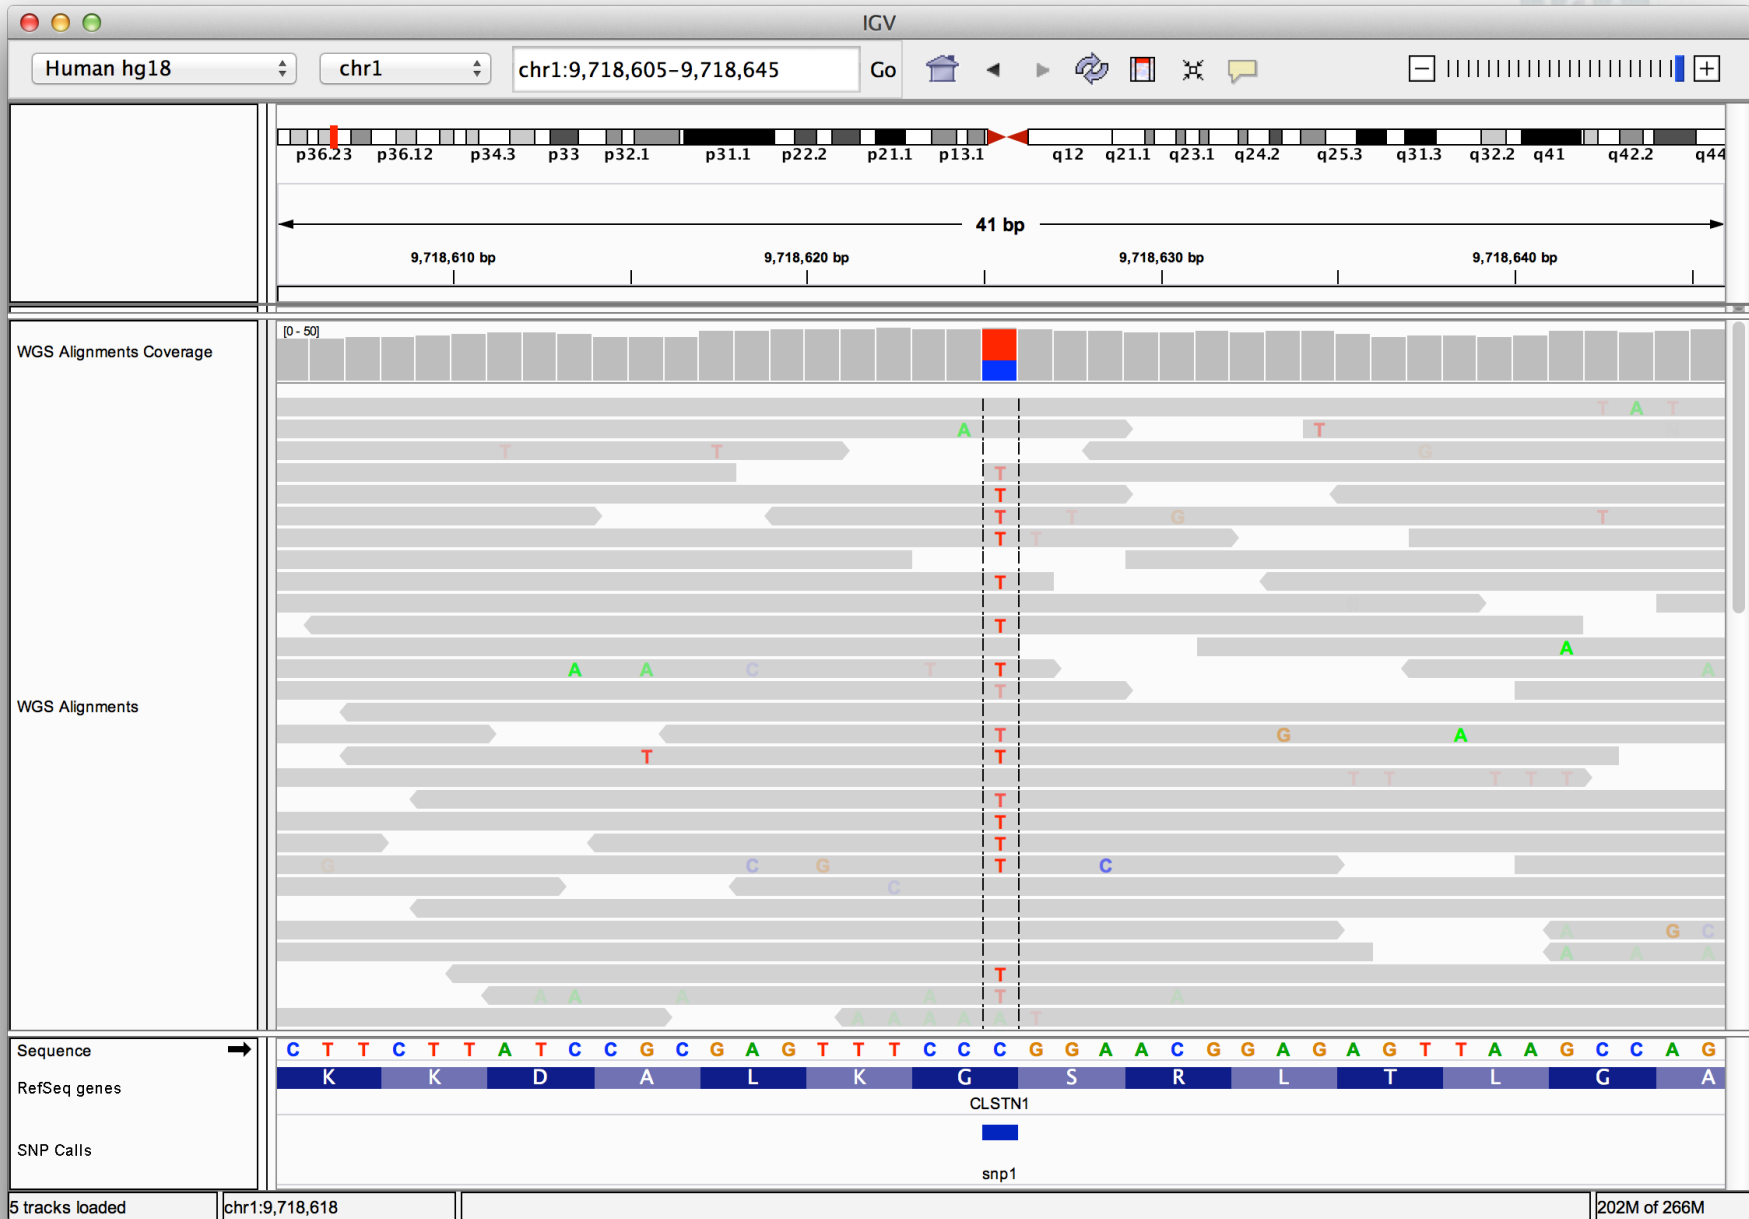 IGV
Human hg18 chr1 chr1:9,718,605-9,718,645 Go
p36.23 p36.12 p34.3 p33 p32.1 p31.1 p22.2 p21.1 p13.1 q12 q21.1 q23.1 q24.2 q25.3 q31.3 q32.2 q41 q42.2 q44
41 bp
9,718,610 bp 9,718,620 bp 9,718,630 bp 9,718,640 bp
[0 - 50]
WGS Alignments Coverage
T A T
A T
T T G
T
T
T T G T
T T
T
T
A
A A C T T A
T
WGS Alignments
T G A
T T
T T T T T
T
T
T
G C G T C
C
A G C
A A A
T
A A A A T A
A A A A A T
Sequence C T T C T T A T C C G C G A G T T T C C C G G A A C G G A G A G T T A A G C C A G
RefSeq genes K K D A L K G S R L T L G A
CLSTN1
SNP Calls
snp1
5 tracks loaded chr1:9,718,618 202M of 266M